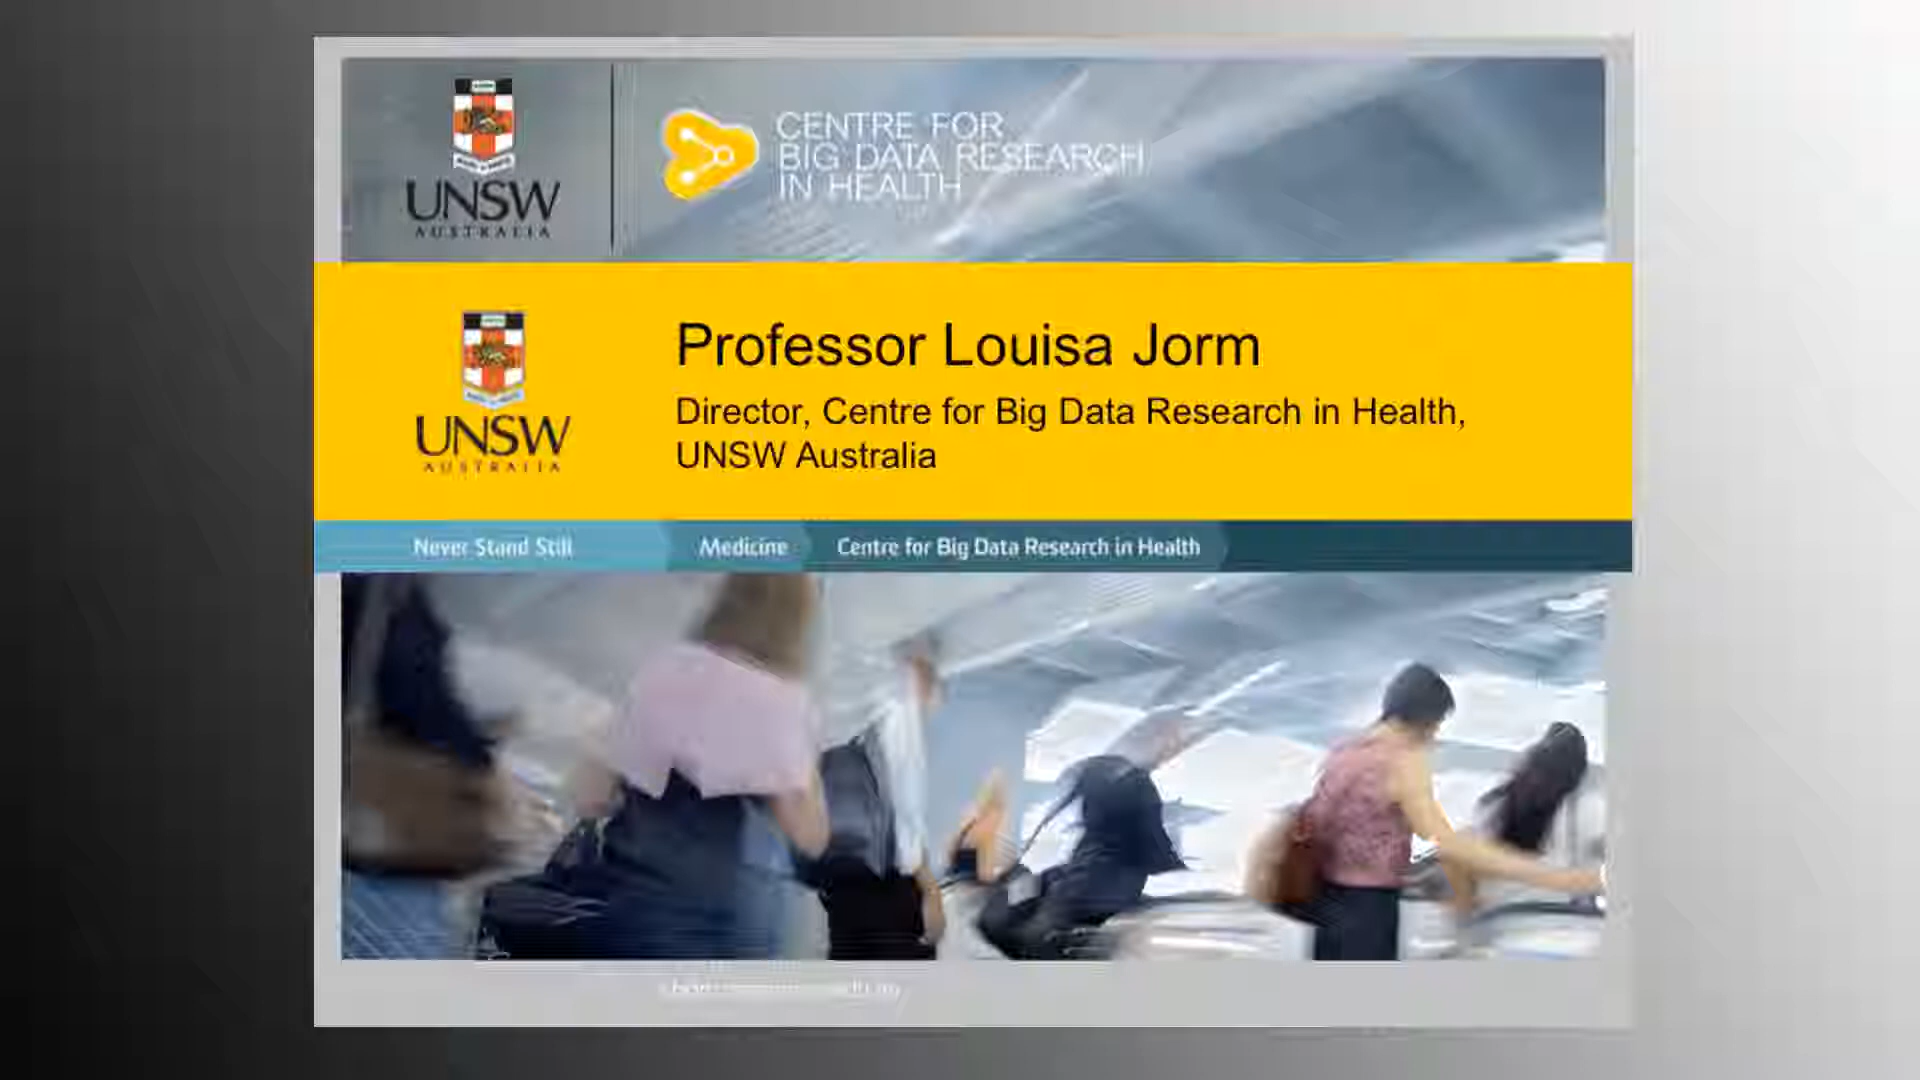 UNSW
AUSTRALIA
CENTRE FOR
BIG DATA RESEARCH
IN HEALTH
UNSW
AUSTRALIA
Professor Louisa Jorm
Director, Centre for Big Data Research in Health,
UNSW Australia
Never Stand Still
Medicine
Centre for Big Data Research in Health